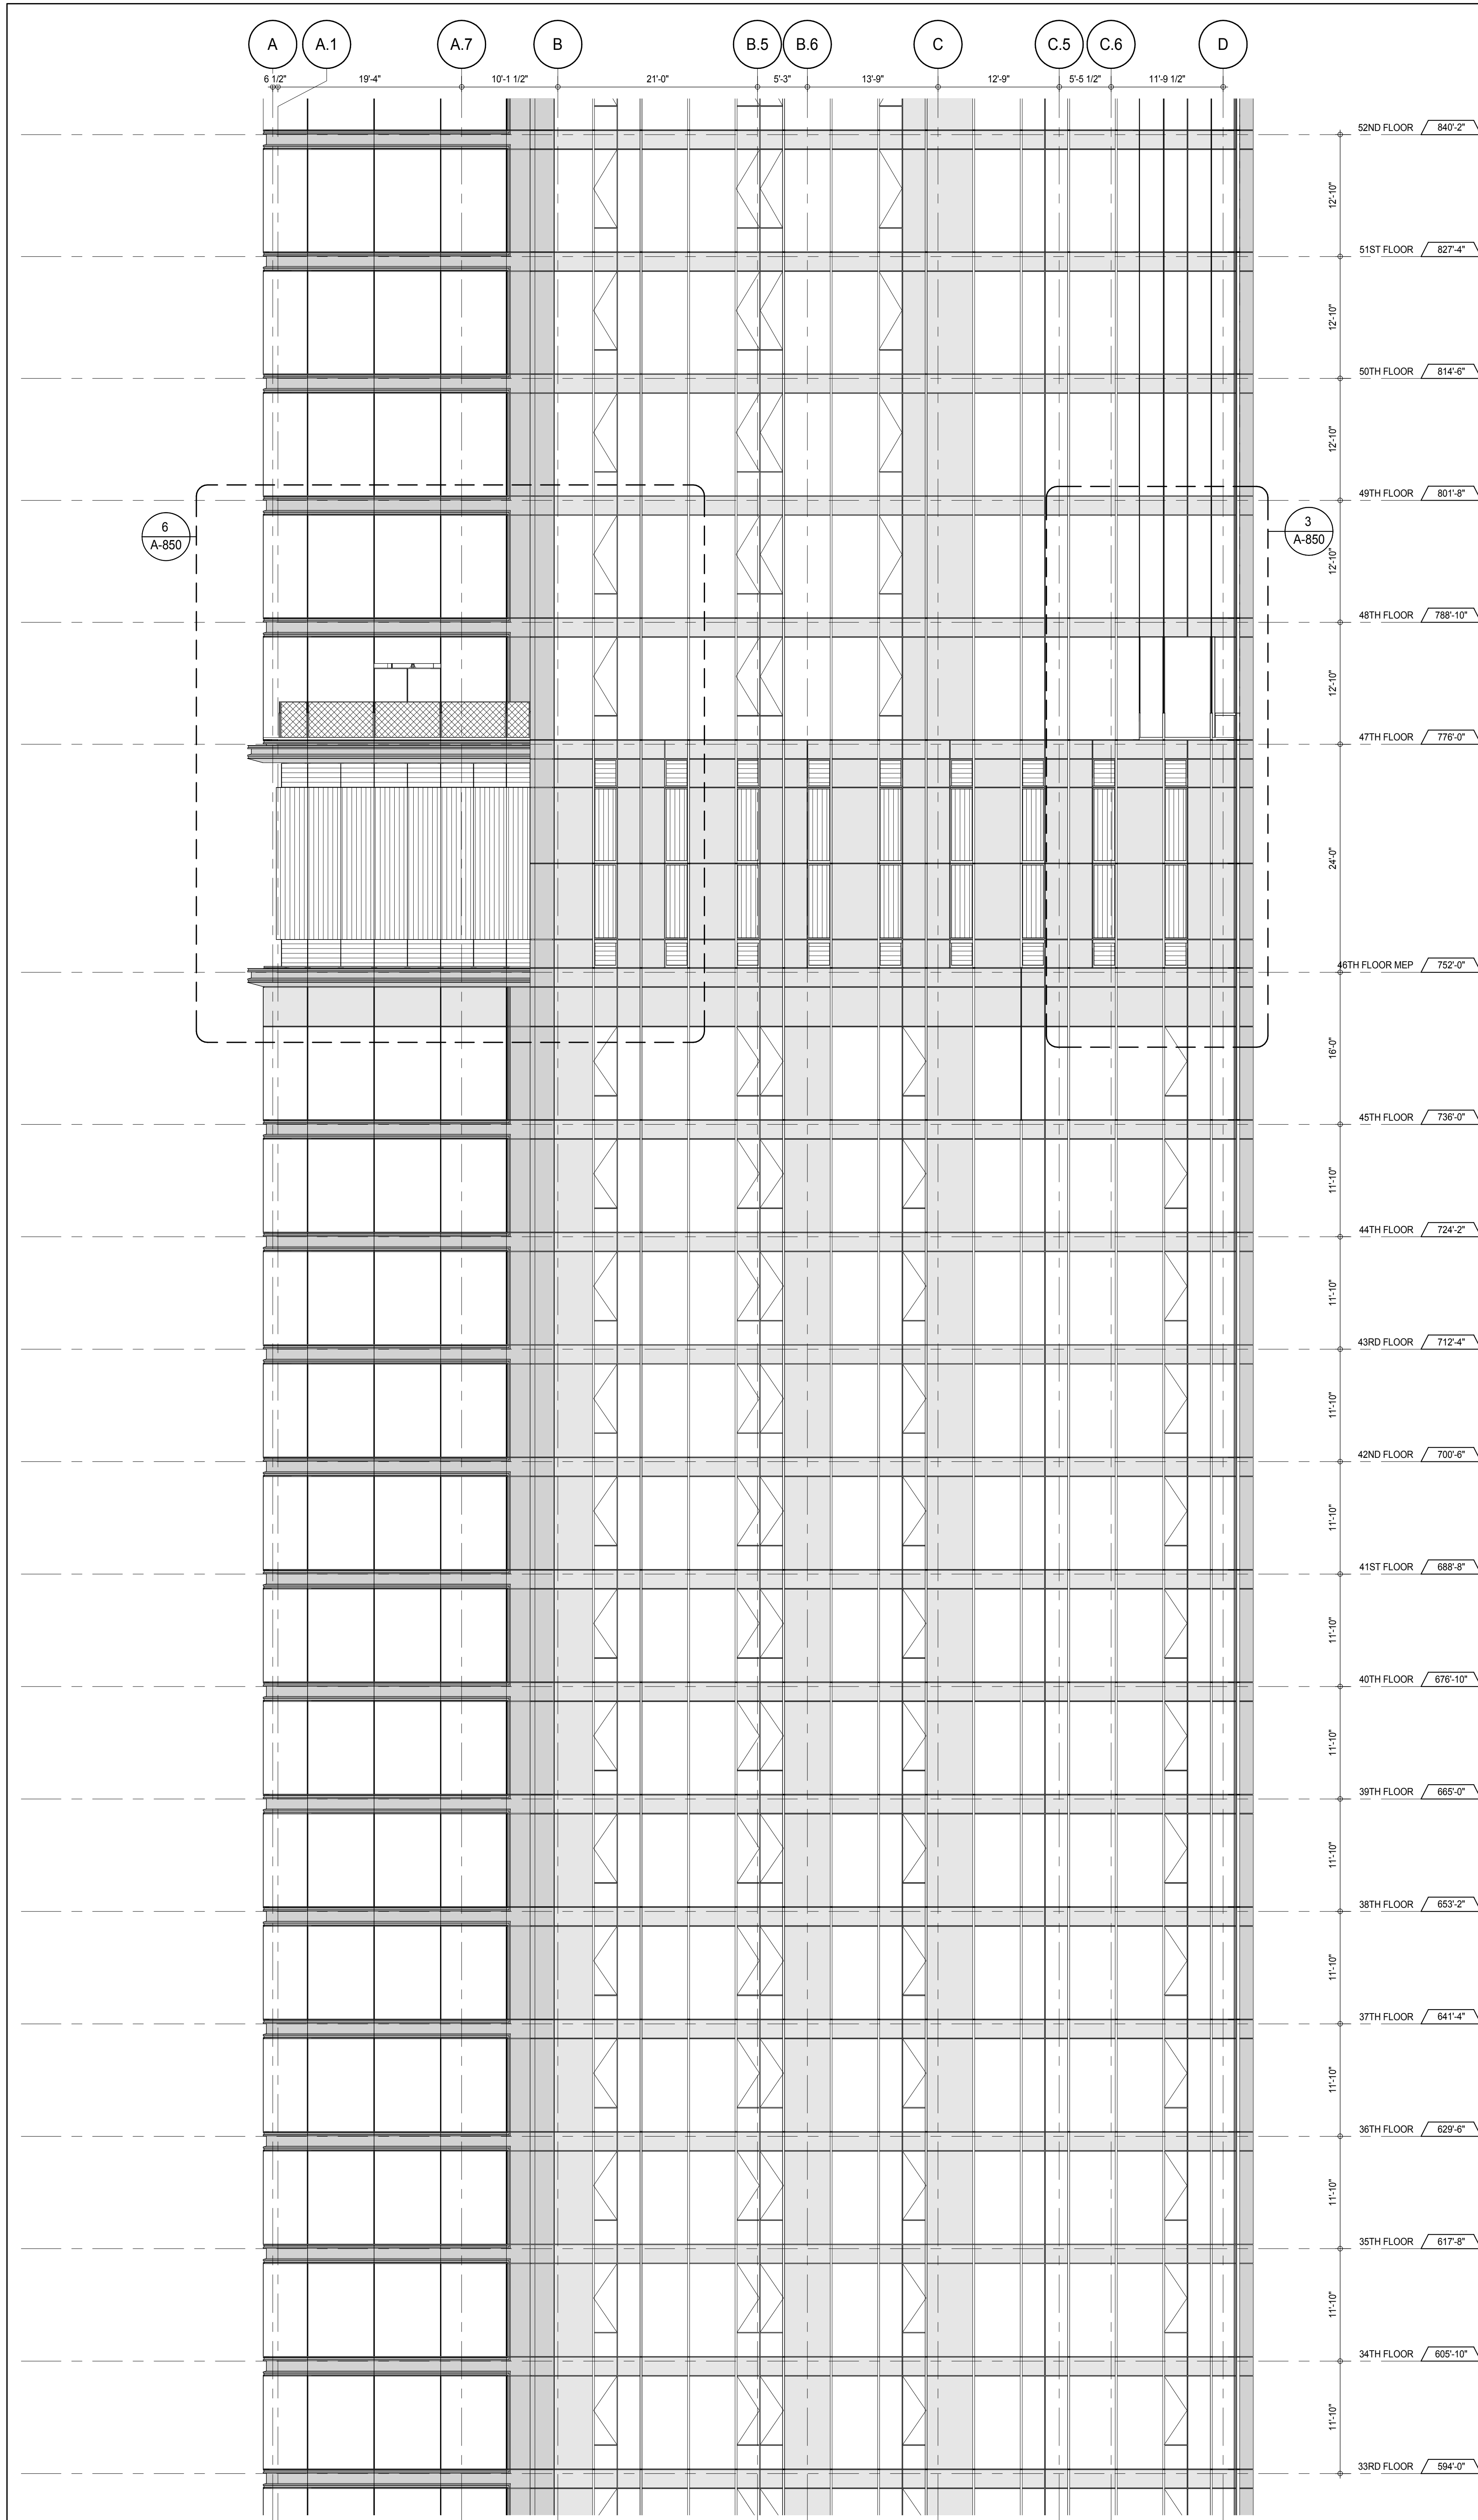 A A.1 A.7 B B.5 B.6 C C.5 C.6 D
6 1/2" 19'-4" 10'-1 1/2" 21'-0" 5'-3" 13'-9" 12'-9" 5'-5 1/2" 11'-9 1/2"
52ND FLOOR 840'-2"
12'-10"
51ST FLOOR 827'-4"
12'-10"
50TH FLOOR 814'-6"
12'-10"
49TH FLOOR 801'-8"
6
A-850
3
A-850
12'-10"
48TH FLOOR 788'-10"
12'-10"
47TH FLOOR 776'-0"
24'-0"
46TH FLOOR MEP 752'-0"
16'-0"
45TH FLOOR 736'-0"
11'-10"
44TH FLOOR 724'-2"
11'-10"
43RD FLOOR 712'-4"
11'-10"
42ND FLOOR 700'-6"
11'-10"
41ST FLOOR 688'-8"
11'-10"
40TH FLOOR 676'-10"
11'-10"
39TH FLOOR 665'-0"
11'-10"
38TH FLOOR 653'-2"
11'-10"
37TH FLOOR 641'-4"
11'-10"
36TH FLOOR 629'-6"
11'-10"
35TH FLOOR 617'-8"
11'-10"
34TH FLOOR 605'-10"
11'-10"
33RD FLOOR 594'-0"